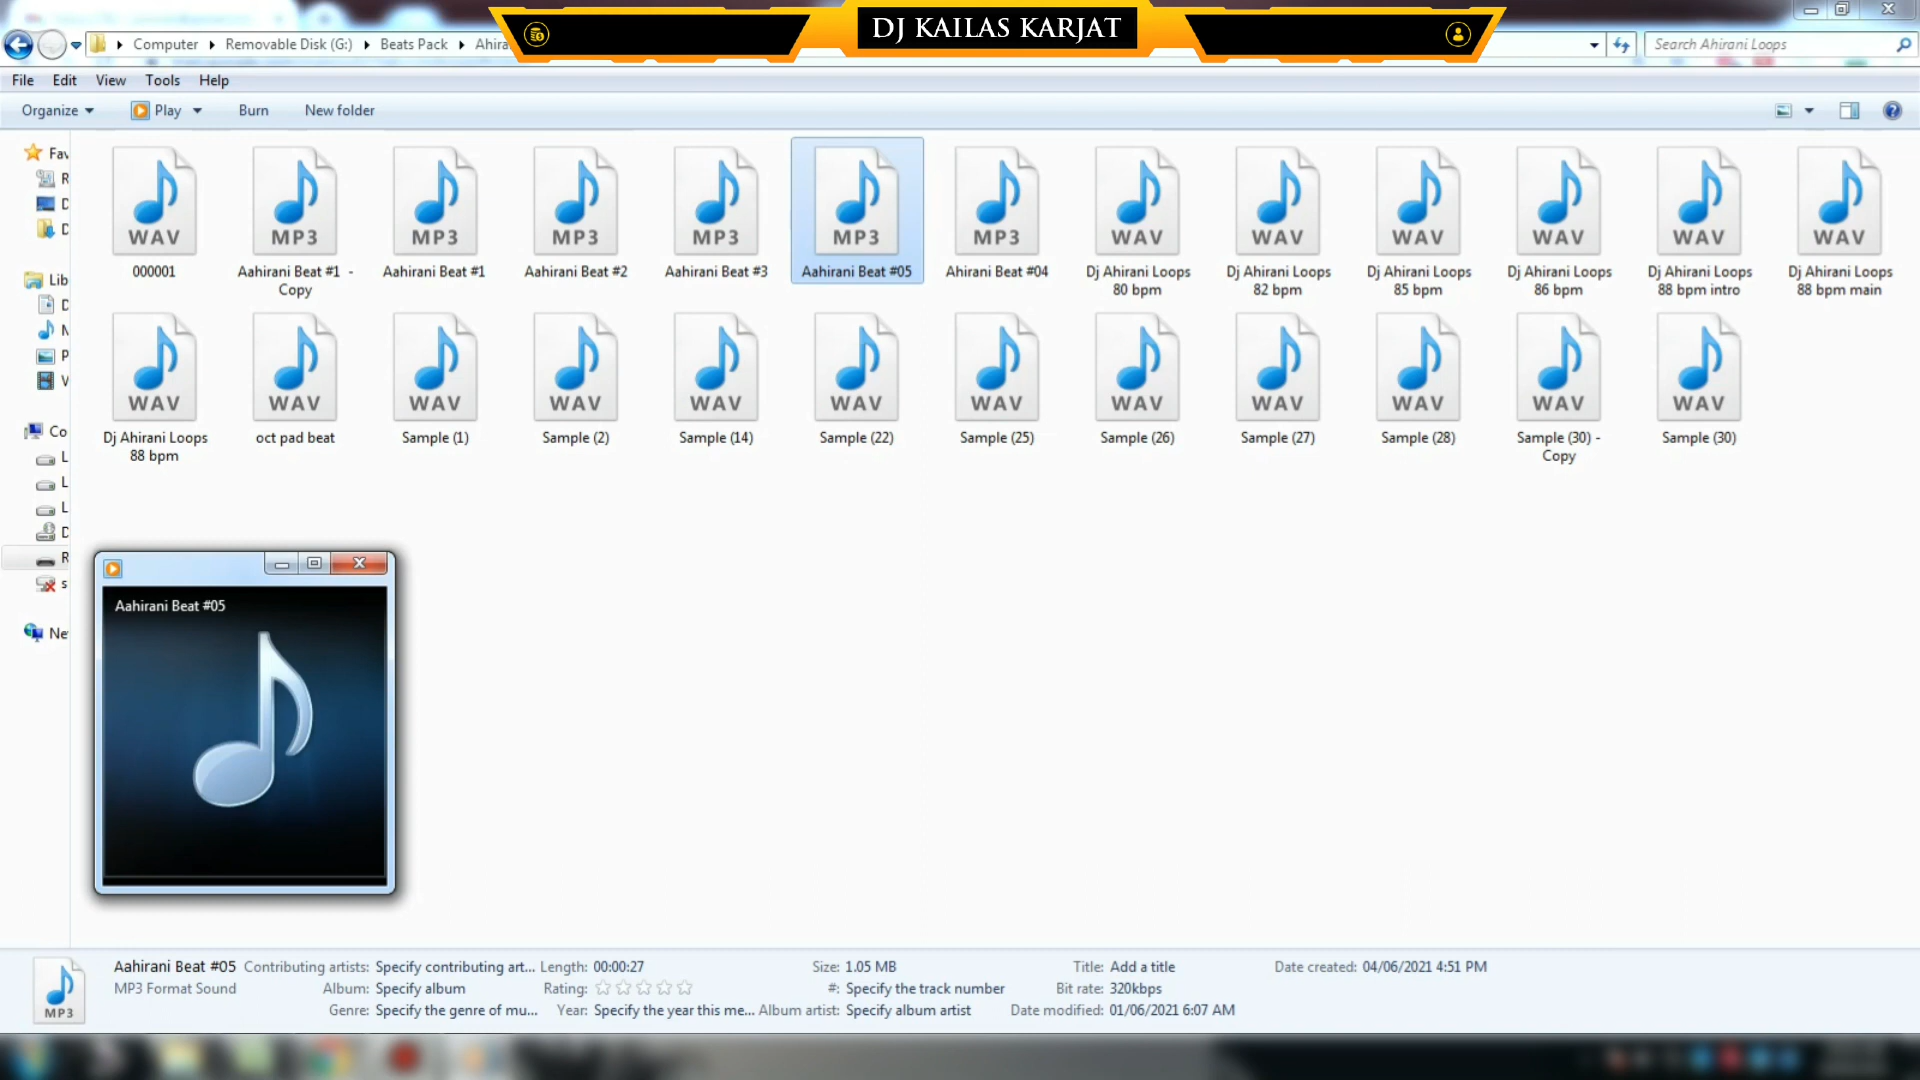 DJ KAILAS KARJAT
Computer
Removable Disk (G:)
Beats Pack
Ahira
Search Ahirani Loops
File Edit View Tools Help
Organize Play Burn New folder
Fav
R
D
D
Lib
D
M
P
V
Co
L
L
L
D
R
s
Ne
WAV MP3 MP3 MP3 MP3 MP3 MP3 WAV WAV WAV WAV WAV WAV
000001
Aahirani Beat #1 -
Copy
Aahirani Beat #1
Aahirani Beat #2
Aahirani Beat #3
Aahirani Beat #05
Ahirani Beat #04
Dj Ahirani Loops
80 bpm
Dj Ahirani Loops
82 bpm
Dj Ahirani Loops
85 bpm
Dj Ahirani Loops
86 bpm
Dj Ahirani Loops
88 bpm intro
Dj Ahirani Loops
88 bpm main
WAV WAV WAV WAV WAV WAV WAV WAV WAV WAV WAV WAV
Dj Ahirani Loops
88 bpm
oct pad beat
Sample (1)
Sample (2)
Sample (14)
Sample (22)
Sample (25)
Sample (26)
Sample (27)
Sample (28)
Sample (30) -
Copy
Sample (30)
Aahirani Beat #05
MP3
Aahirani Beat #05 Contributing artists: Specify contributing art... Length: 00:00:27 Size: 1.05 MB Title: Add a title Date created: 04/06/2021 4:51 PM
MP3 Format Sound Album: Specify album Rating: #: Specify the track number Bit rate: 320kbps
Genre: Specify the genre of mu... Year: Specify the year this me... Album artist: Specify album artist Date modified: 01/06/2021 6:07 AM